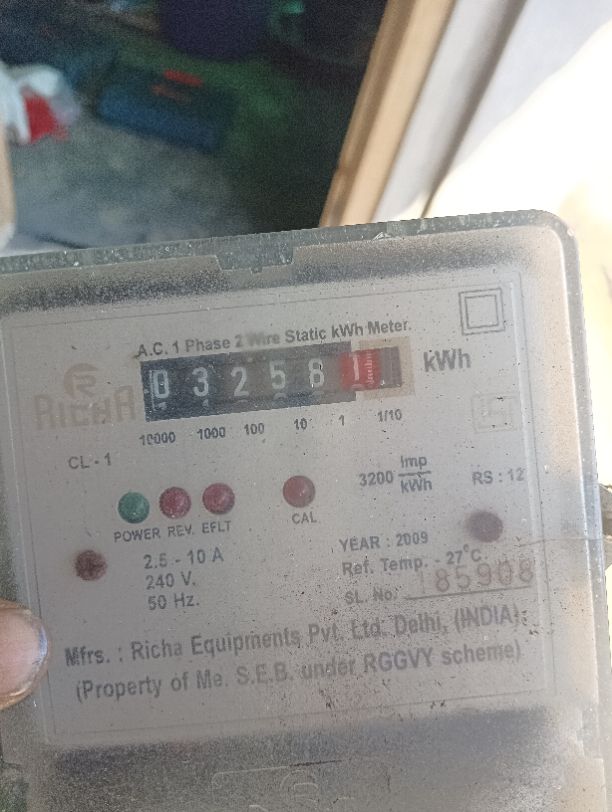 A.C. 1 Phase 2 Wire Static kWh Meter.
RICHA
0 3 2 5 8 1 kWh
10000 1000 100 10 1 1/10
CL - 1
3200 Imp/kWh
RS : 12
POWER REV. EFLT
CAL
2.5 - 10 A
240 V.
50 Hz.
YEAR : 2009
Ref. Temp. - 27°C
SL. No. 185908
Mfrs. : Richa Equipments Pvt. Ltd. Delhi, (INDIA)
(Property of Me. S.E.B. under RGGVY scheme)